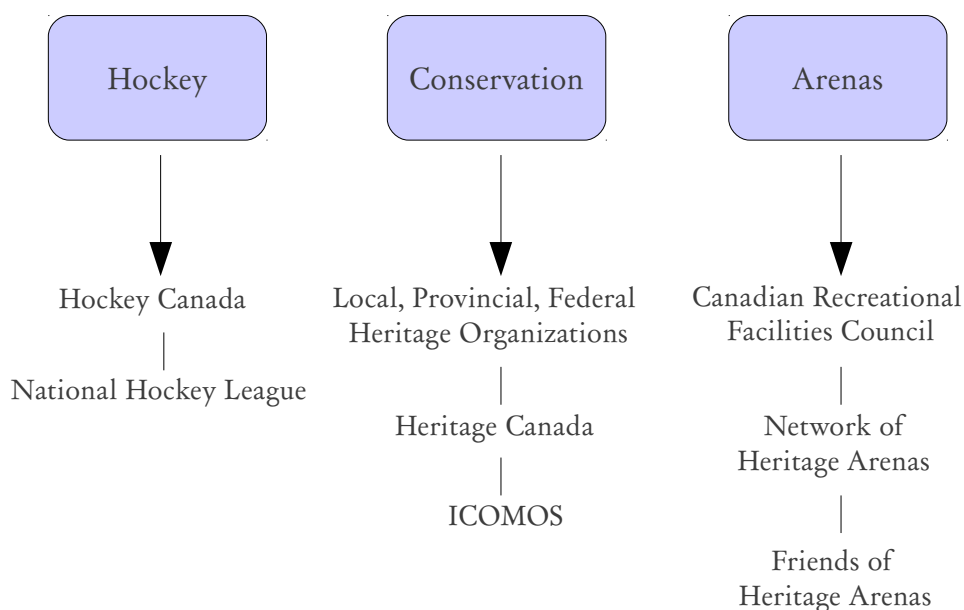 Hockey
Conservation
Arenas
Hockey Canada
National Hockey League
Local, Provincial, Federal
Heritage Organizations
Heritage Canada
ICOMOS
Canadian Recreational
Facilities Council
Network of
Heritage Arenas
Friends of
Heritage Arenas